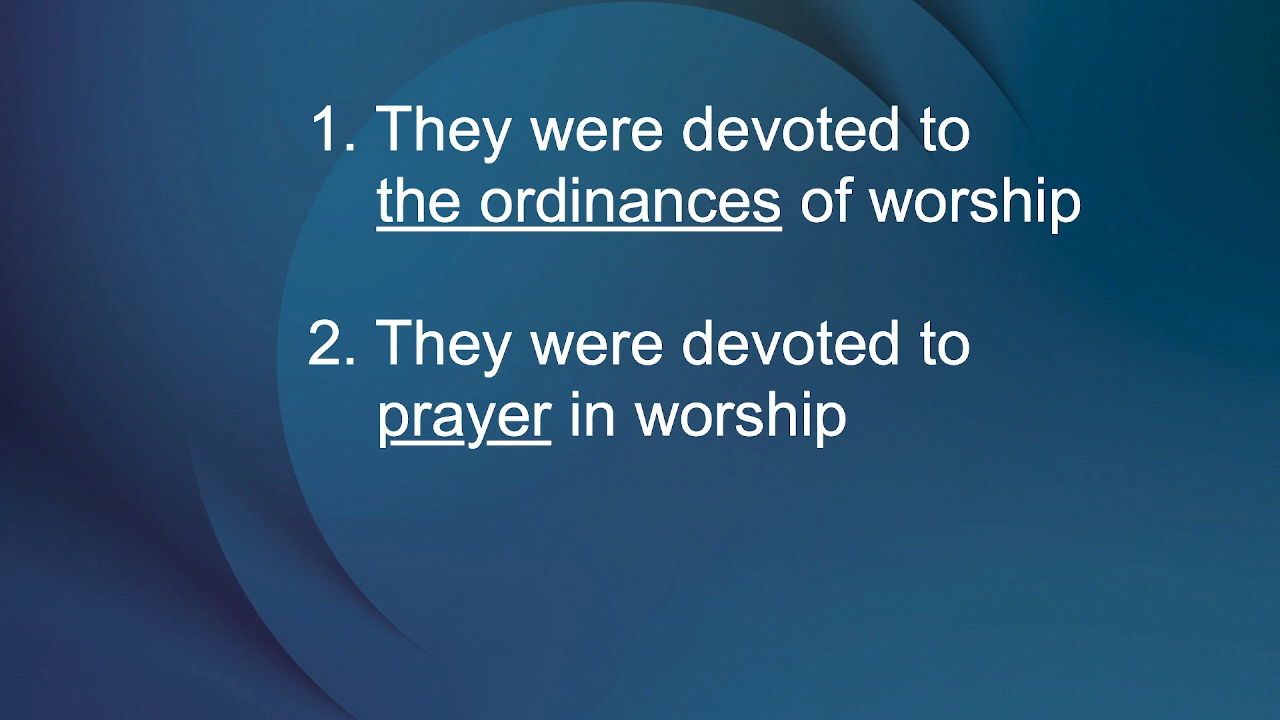 1. They were devoted to
the ordinances of worship
2. They were devoted to
prayer in worship